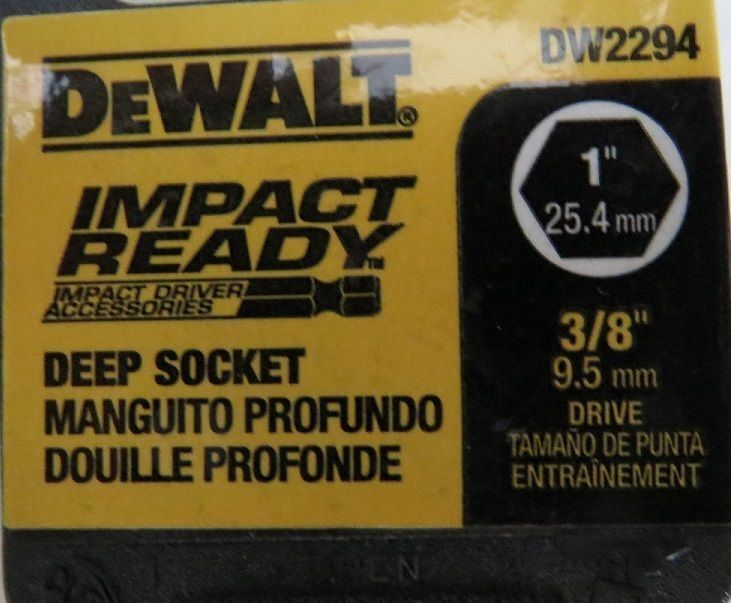 DW2294
DEWALT®
IMPACT
READY™
IMPACT DRIVER
ACCESSORIES
DEEP SOCKET
MANGUITO PROFUNDO
DOUILLE PROFONDE
1"
25.4 mm
3/8"
9.5 mm
DRIVE
TAMAÑO DE PUNTA
ENTRAÎNEMENT